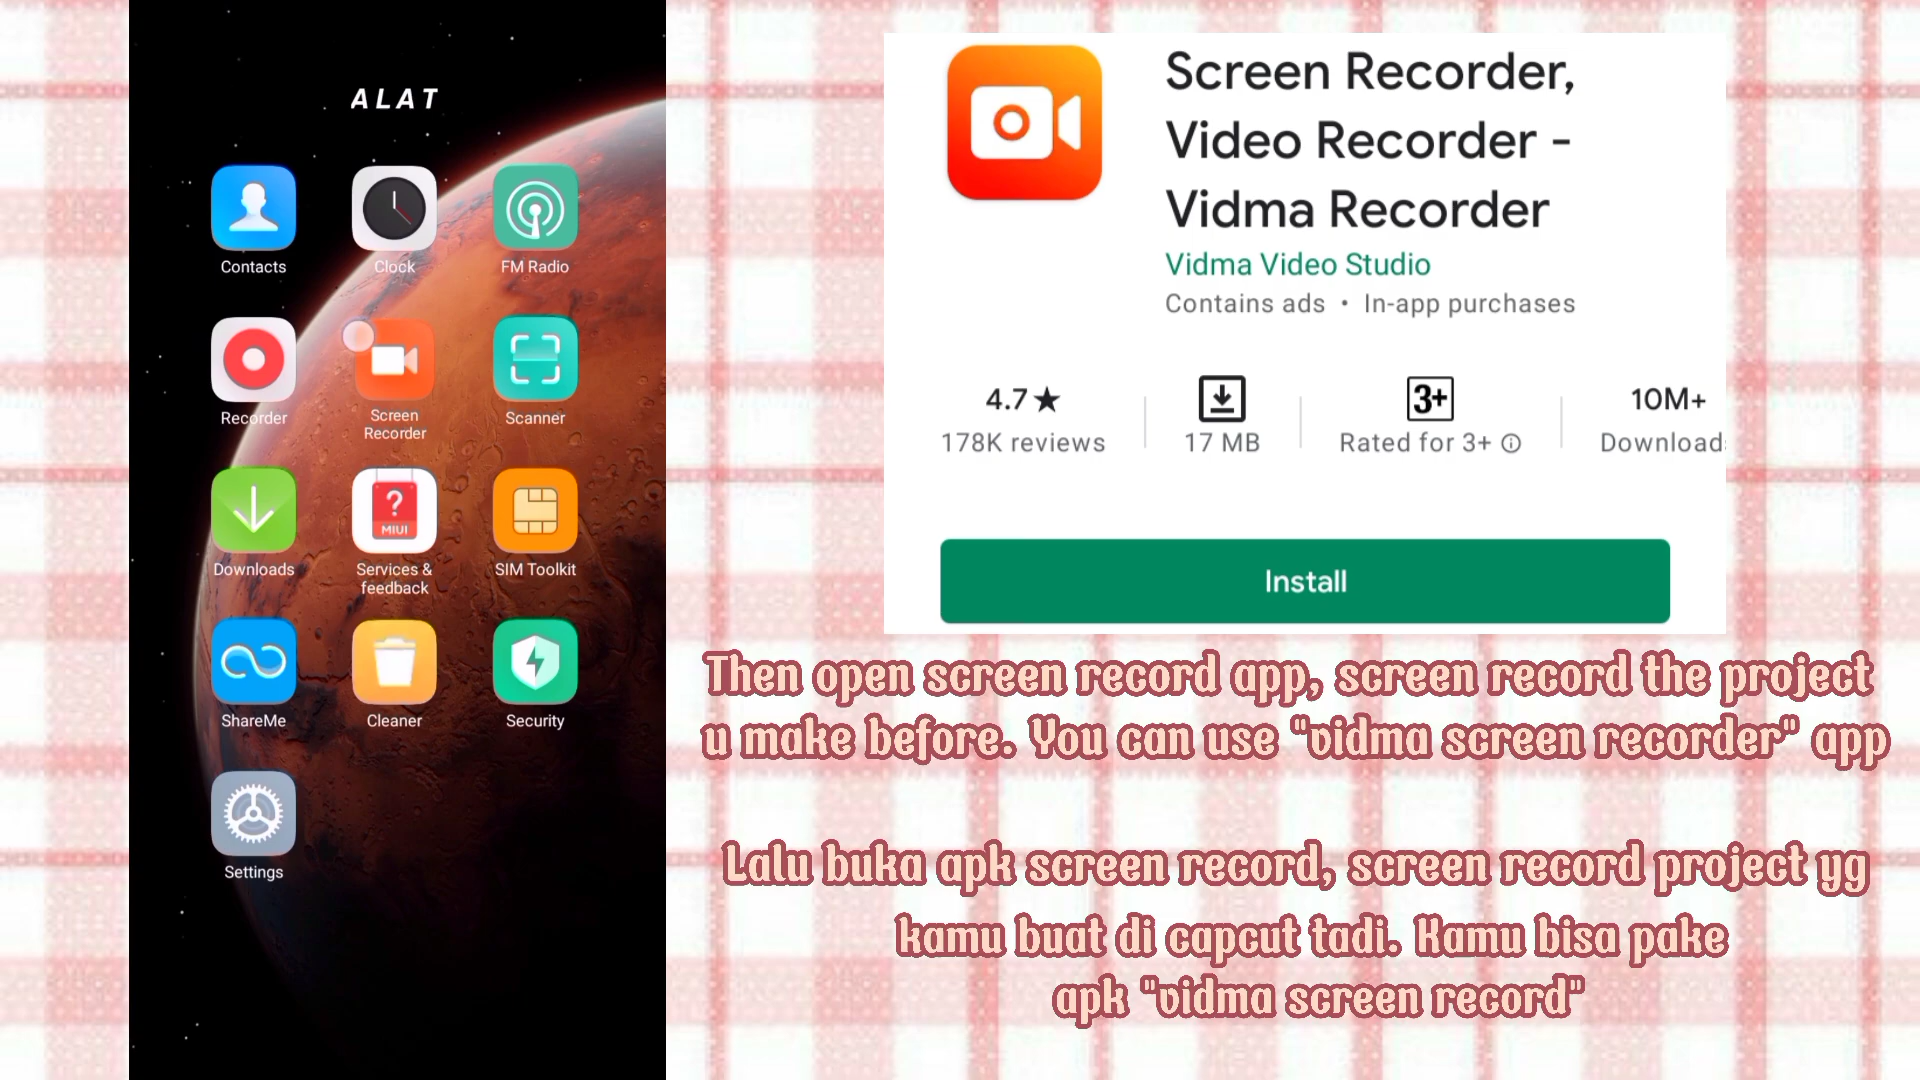 ALAT
Contacts
Clock
FM Radio
Recorder
Screen
Recorder
Scanner
Downloads
?
MIUI
Services &
feedback
SIM Toolkit
ShareMe
Cleaner
Security
Settings
Screen Recorder,
Video Recorder -
Vidma Recorder
Vidma Video Studio
Contains ads • In-app purchases
4.7★
178K reviews
17 MB
3+
Rated for 3+
10M+
Download
Install
Then open screen record app, screen record the project
u make before. You can use "vidma screen recorder" app
Lalu buka apk screen record, screen record project yg
kamu buat di capcut tadi. Kamu bisa pake
apk "vidma screen record"